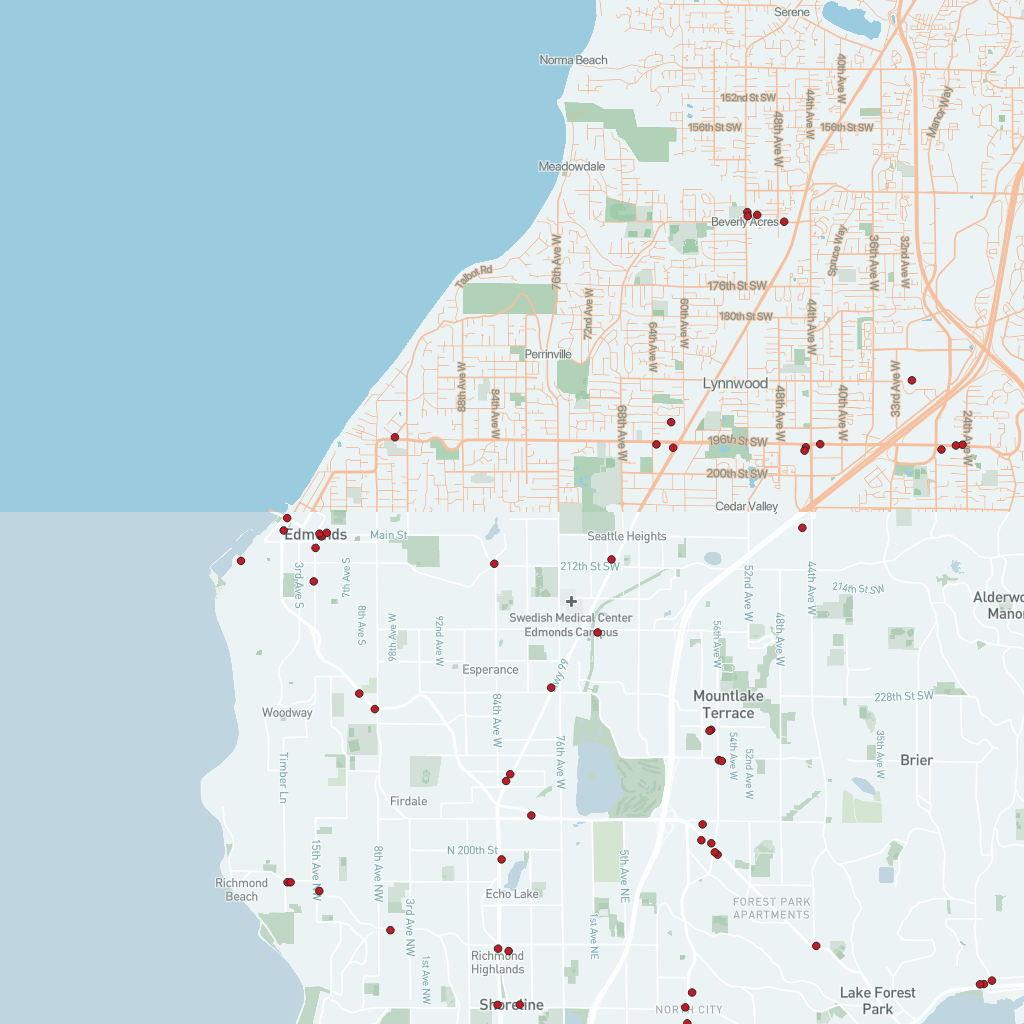 Serene
Norma Beach
40th Ave W
152nd St SW
44th Ave W
Manor Way
156th St SW
48th Ave W
156th St SW
Meadowdale
Beverly Acres
Spruce Way
36th Ave W
32nd Ave W
76th Ave W
Talbot Rd
176th St SW
72nd Ave W
60th Ave W
44th Ave W
180th St SW
64th Ave W
Perrinville
88th Ave W
84th Ave W
Lynnwood
48th Ave W
40th Ave W
33rd Ave W
68th Ave W
24th Ave W
196th St SW
200th St SW
Cedar Valley
Edmonds
Main St
Seattle Heights
212th St SW
3rd Ave S
7th Ave S
52nd Ave W
44th Ave W
214th St SW
Swedish Medical Center
Edmonds Campus
8th Ave S
96th Ave W
92nd Ave W
56th Ave W
48th Ave W
Esperance
Mountlake
Terrace
228th St SW
Woodway
84th Ave W
76th Ave W
54th Ave W
52nd Ave W
35th Ave W
Brier
Timber Ln
Firdale
N 200th St
5th Ave NE
15th Ave NW
8th Ave NW
Richmond
Beach
Echo Lake
FOREST PARK
APARTMENTS
3rd Ave NW
1st Ave NE
1st Ave NW
Richmond
Highlands
Shoreline
NORTH CITY
Lake Forest
Park